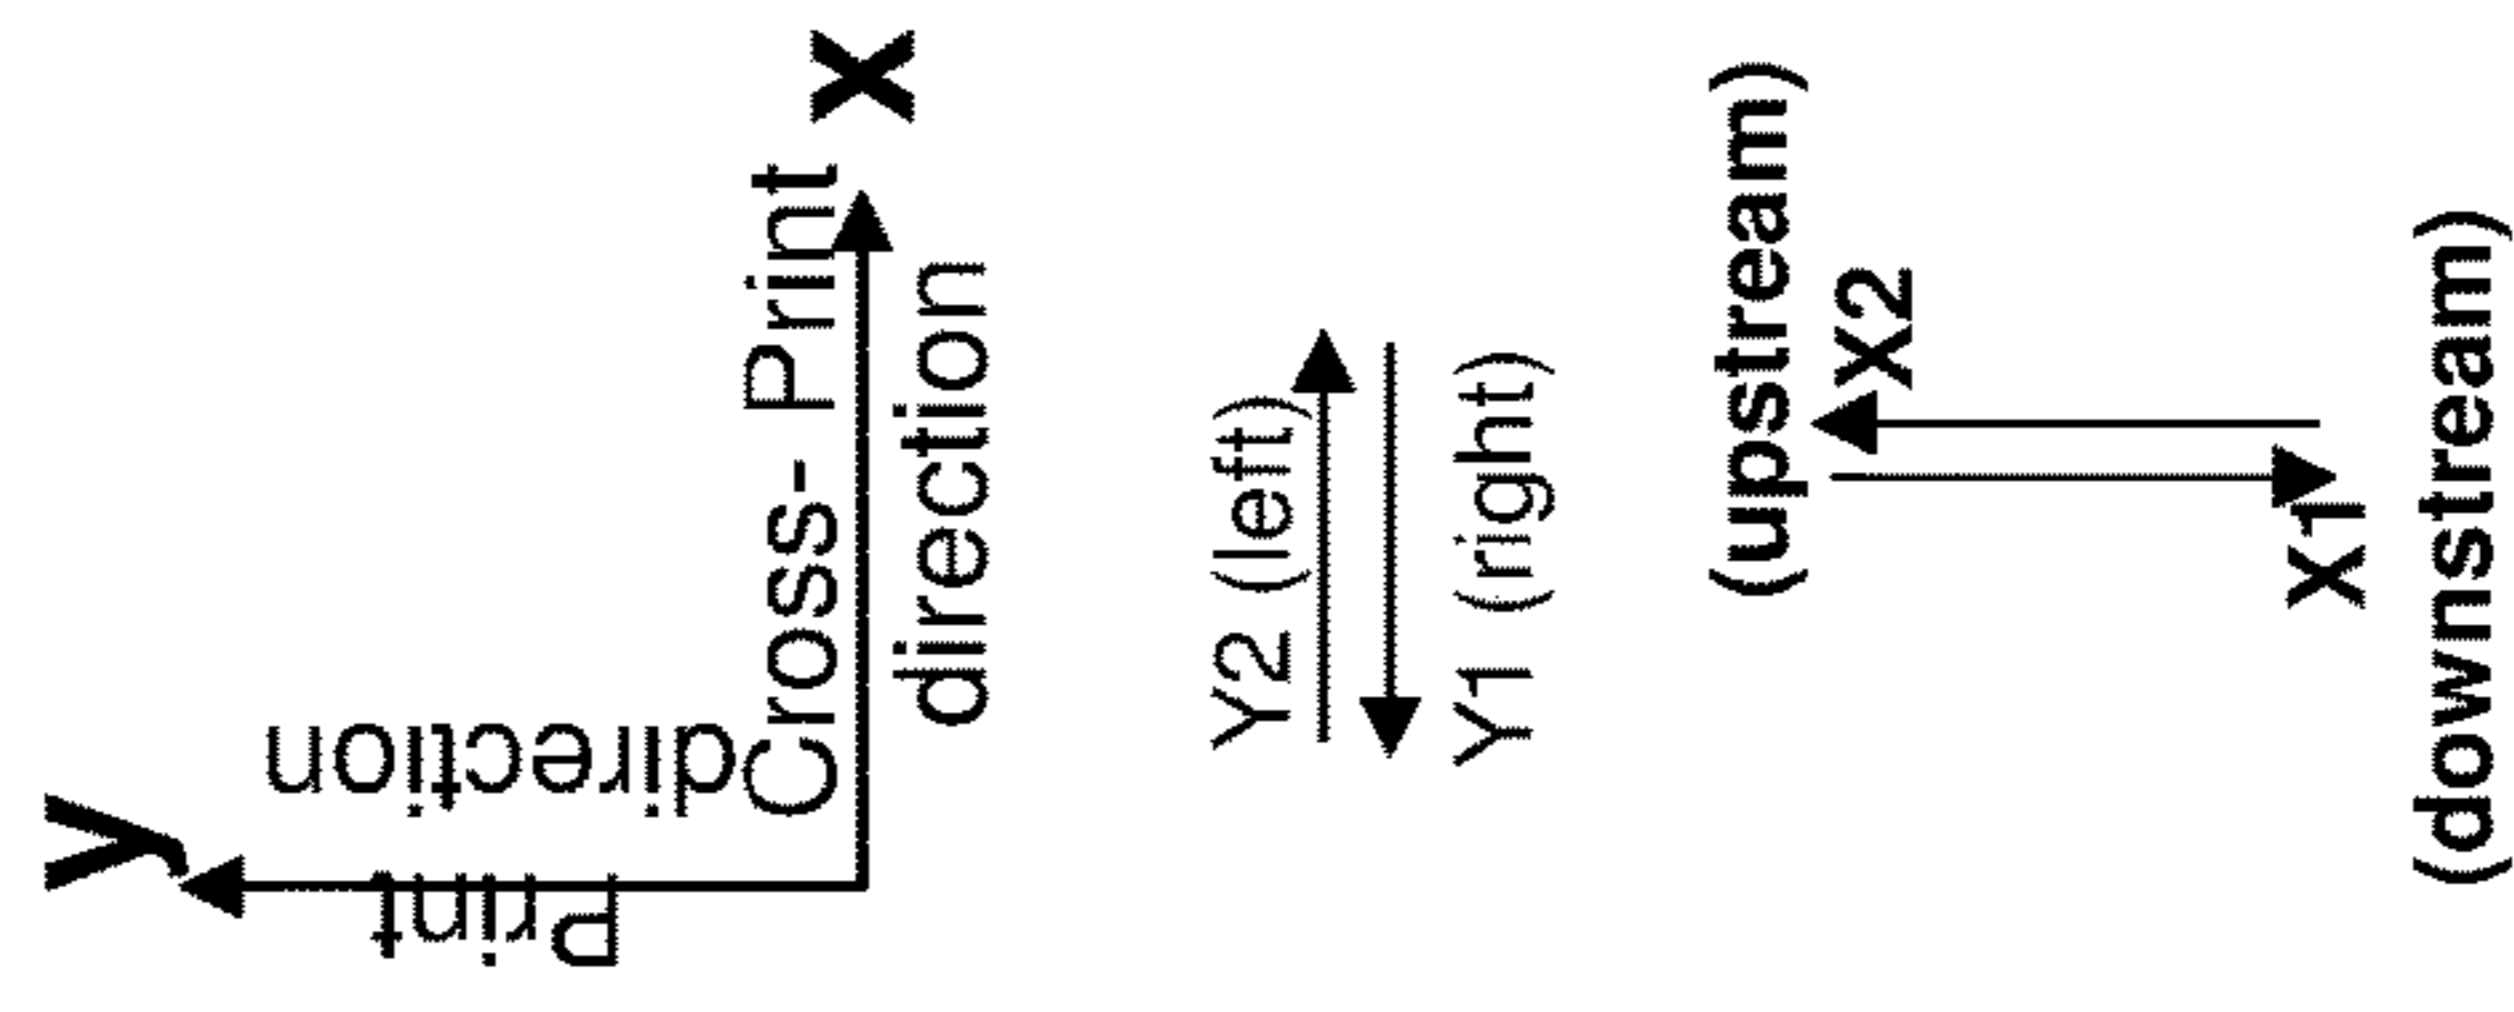 y
Print
direction
Cross- Print
direction
X
Y2 (left)
Y1 (right)
(upstream)
X2
X1
(downstream)